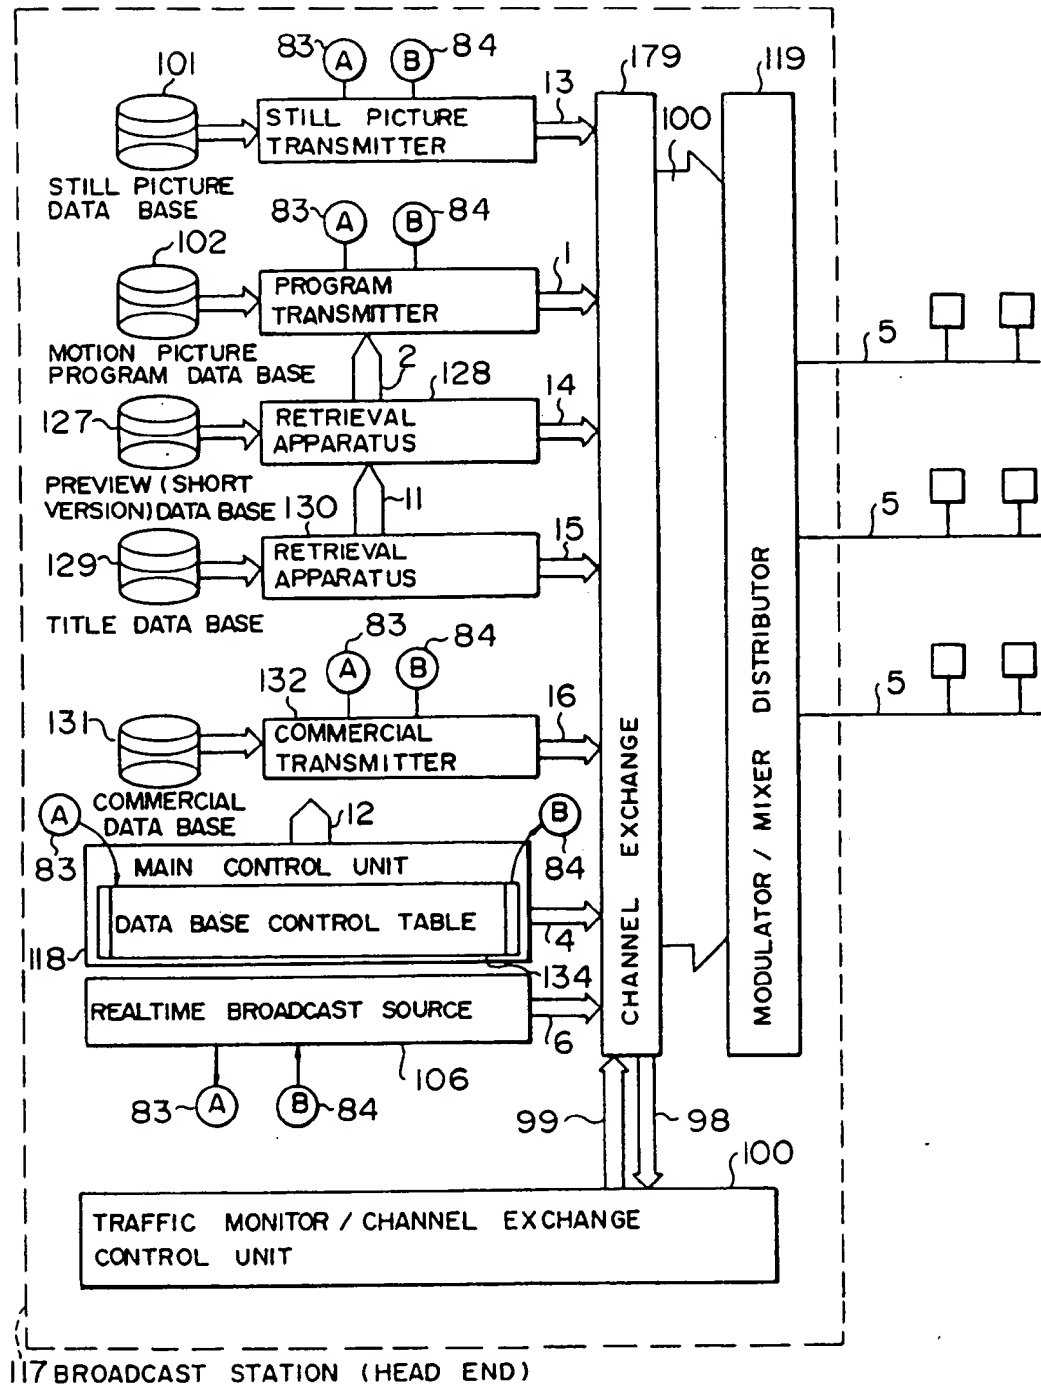 83 A B 84
101
179
119
13
STILL PICTURE
TRANSMITTER
100
STILL PICTURE
DATA BASE
83 A B 84
102
1
PROGRAM
TRANSMITTER
MOTION PICTURE
PROGRAM DATA BASE
2
128
5
127
RETRIEVAL
APPARATUS
14
PREVIEW (SHORT
VERSION) DATA BASE
130
11
15
5
129
RETRIEVAL
APPARATUS
TITLE DATA BASE
83
84
A B
132
16
5
131
COMMERCIAL
TRANSMITTER
COMMERCIAL
DATA BASE
A
83
12
B
84
MAIN CONTROL UNIT
DATA BASE CONTROL TABLE
4
118
134
REALTIME BROADCAST SOURCE
6
106
83 A B 84
CHANNEL EXCHANGE
MODULATOR / MIXER DISTRIBUTOR
99
98
100
TRAFFIC MONITOR / CHANNEL EXCHANGE
CONTROL UNIT
117 BROADCAST STATION (HEAD END)